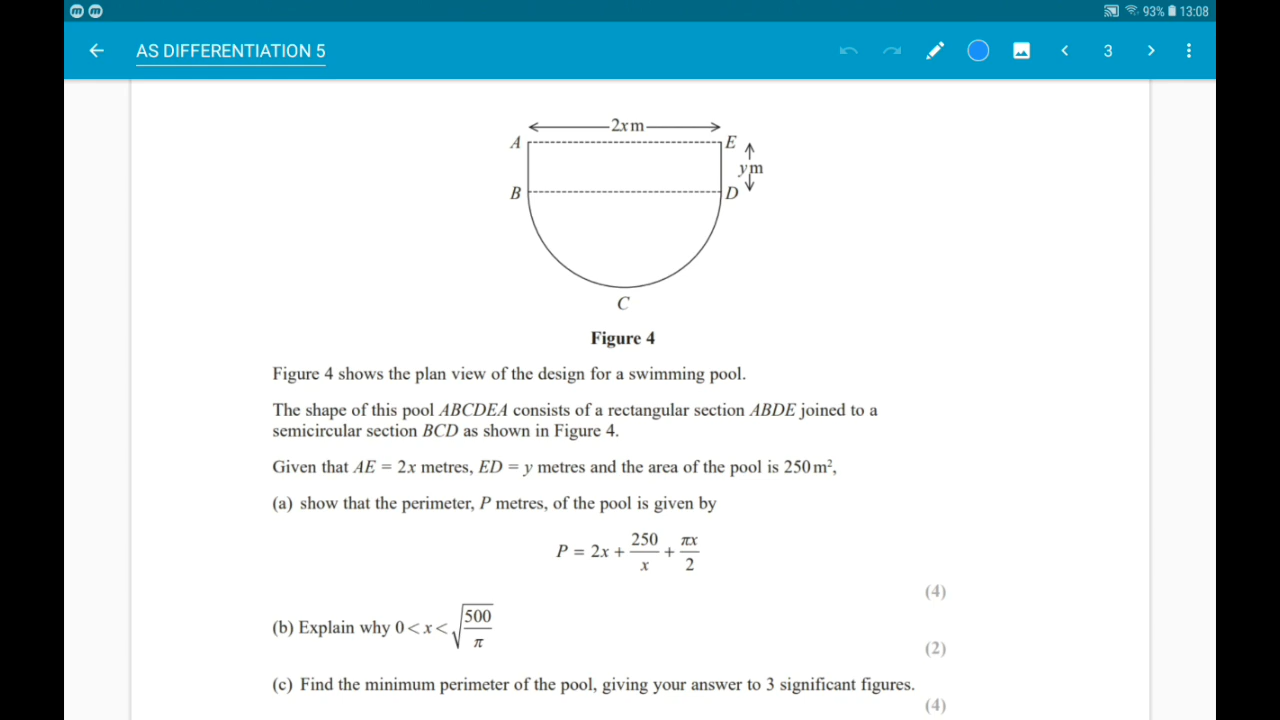 93% 13:08
AS DIFFERENTIATION 5
3
2x m
A
E
y m
B
D
C
Figure 4
Figure 4 shows the plan view of the design for a swimming pool.
The shape of this pool ABCDEA consists of a rectangular section ABDE joined to a
semicircular section BCD as shown in Figure 4.
Given that AE = 2x metres, ED = y metres and the area of the pool is 250 m²,
(a) show that the perimeter, P metres, of the pool is given by
P = 2x + 250/x + πx/2
(4)
(b) Explain why 0 < x < √(500/π)
(2)
(c) Find the minimum perimeter of the pool, giving your answer to 3 significant figures.
(4)